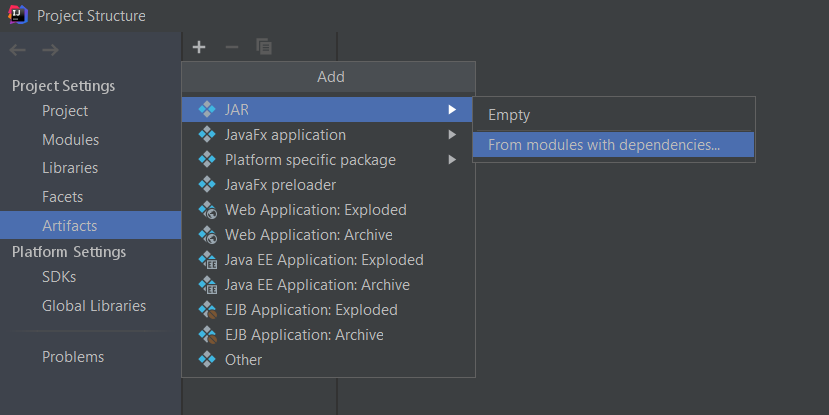 Project Structure
Project Settings
Project
Modules
Libraries
Facets
Artifacts
Platform Settings
SDKs
Global Libraries
Problems
Add
JAR
JavaFx application
Platform specific package
JavaFx preloader
Web Application: Exploded
Web Application: Archive
Java EE Application: Exploded
Java EE Application: Archive
EJB Application: Exploded
EJB Application: Archive
Other
Empty
From modules with dependencies...